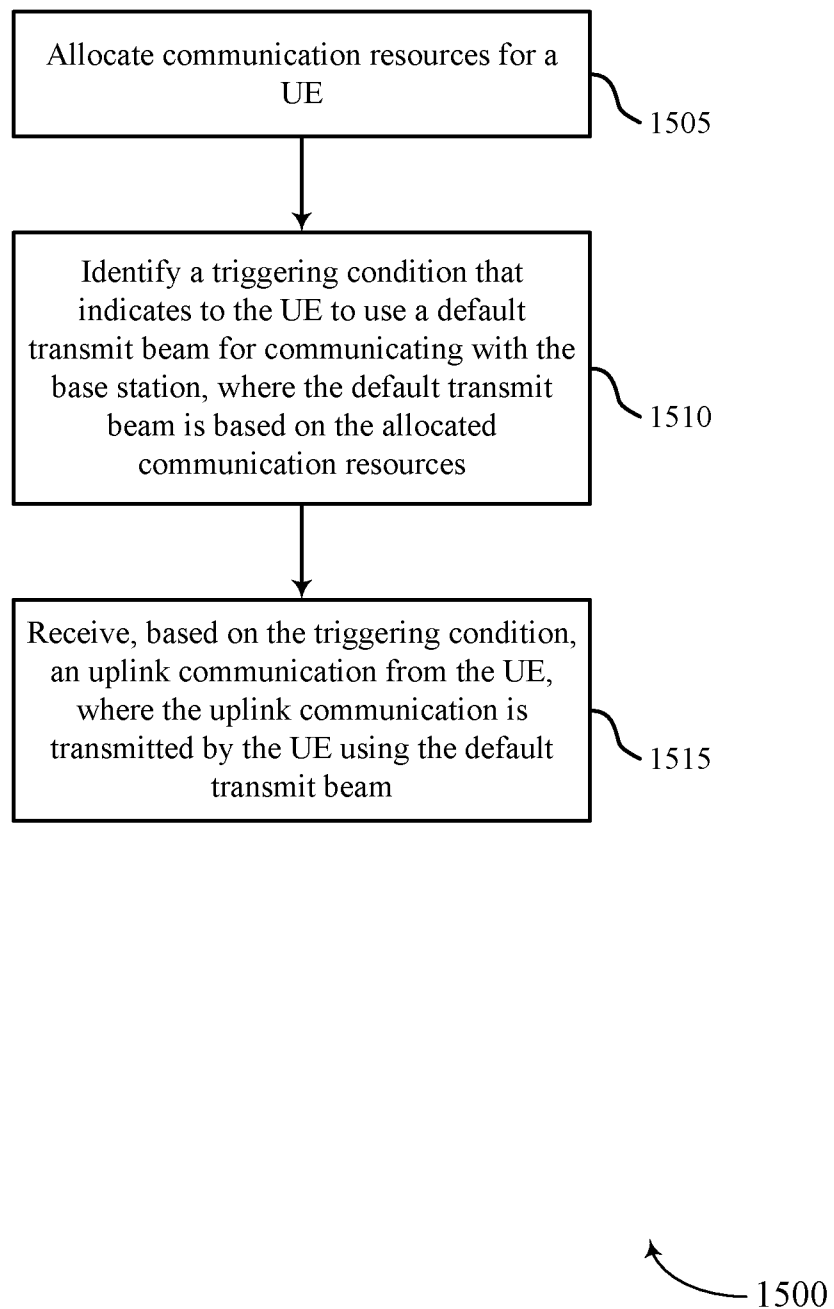 Allocate communication resources for a
UE
1505
Identify a triggering condition that
indicates to the UE to use a default
transmit beam for communicating with the
base station, where the default transmit
beam is based on the allocated
communication resources
1510
Receive, based on the triggering condition,
an uplink communication from the UE,
where the uplink communication is
transmitted by the UE using the default
transmit beam
1515
1500